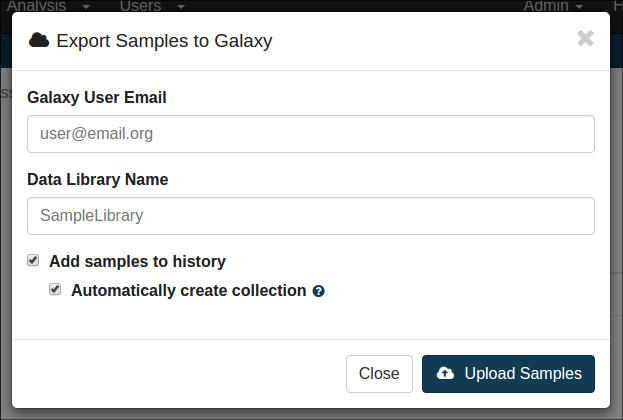 Analysis Users Admin
Export Samples to Galaxy
Galaxy User Email
user@email.org
Data Library Name
SampleLibrary
Add samples to history
Automatically create collection
Close Upload Samples